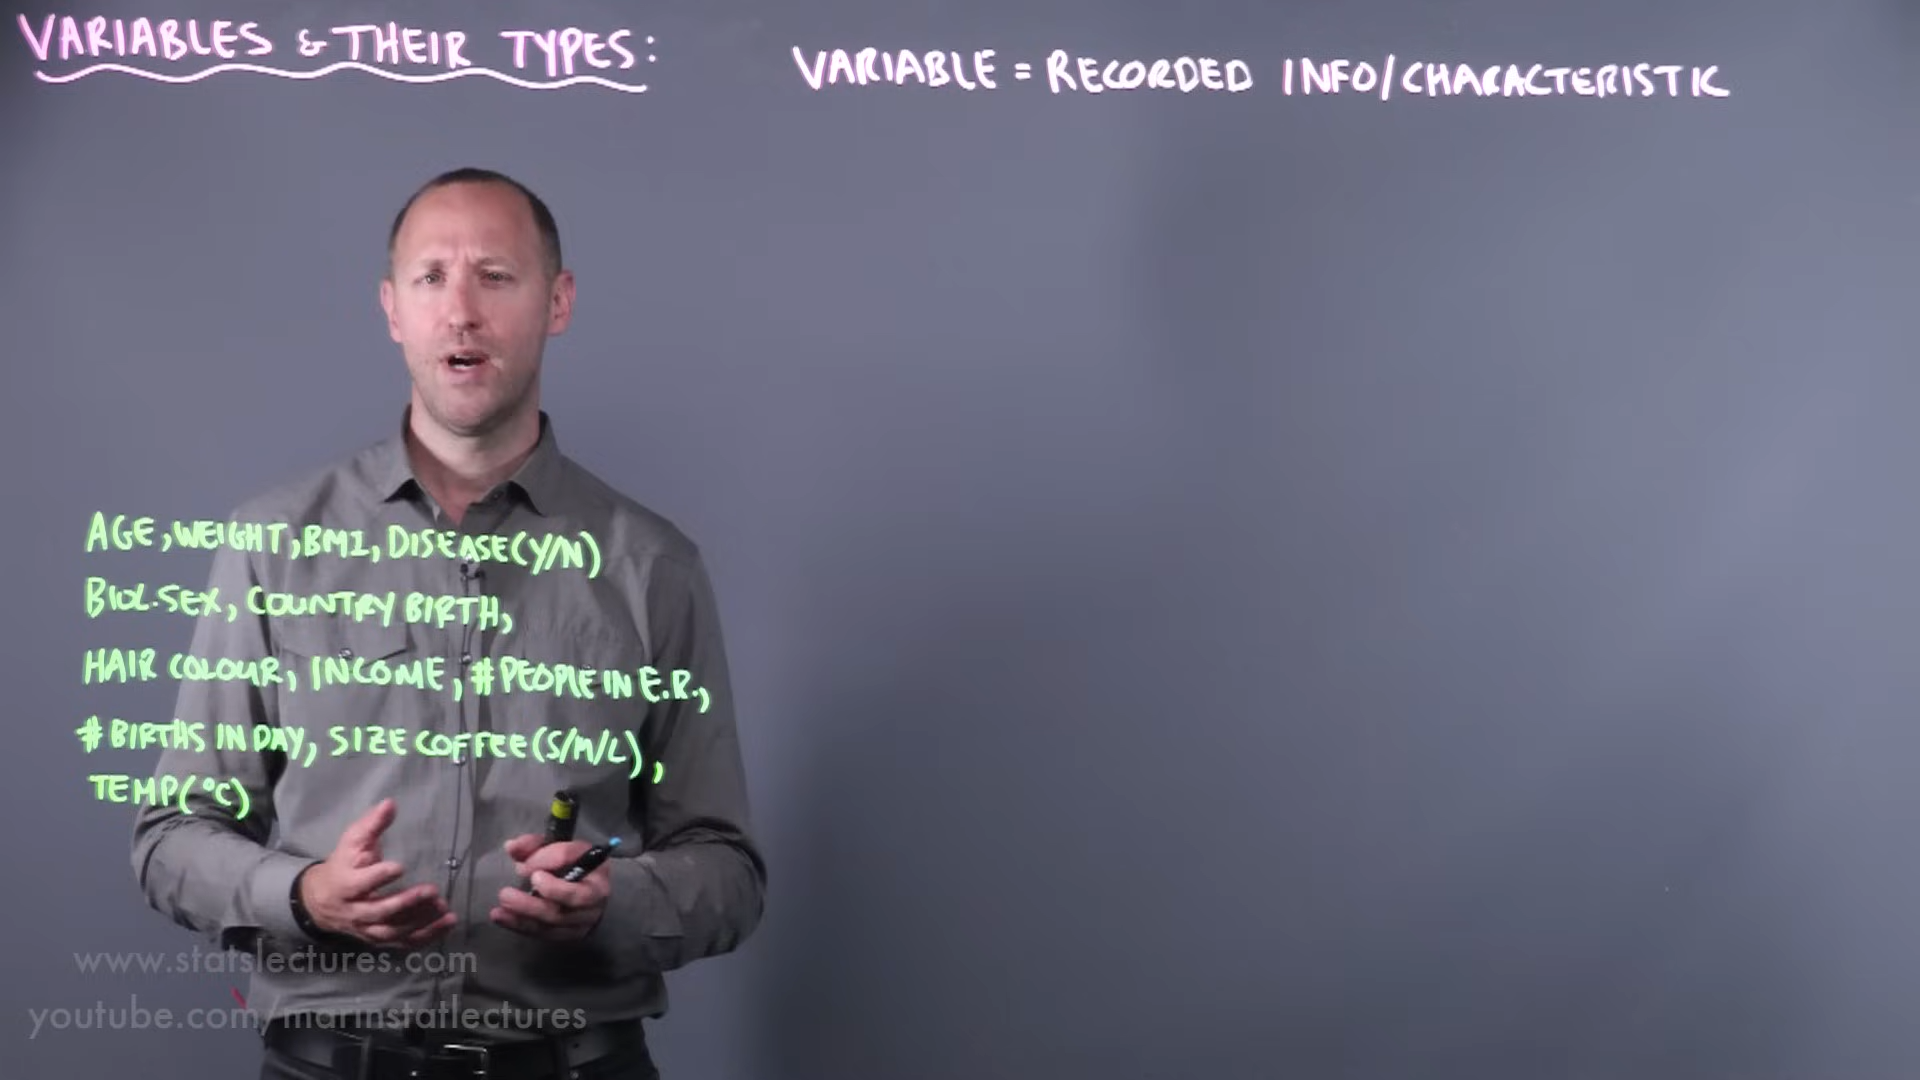 VARIABLES & THEIR TYPES:
VARIABLE = RECORDED INFO/CHARACTERISTIC
AGE, WEIGHT, BMI, DISEASE (Y/N)
BIOL.SEX, COUNTRY BIRTH,
HAIR COLOUR, INCOME, # PEOPLE IN E.R.,
# BIRTHS IN DAY, SIZE COFFEE (S/M/L),
TEMP (°C)
www.statslectures.com
youtube.com/marinstatlectures